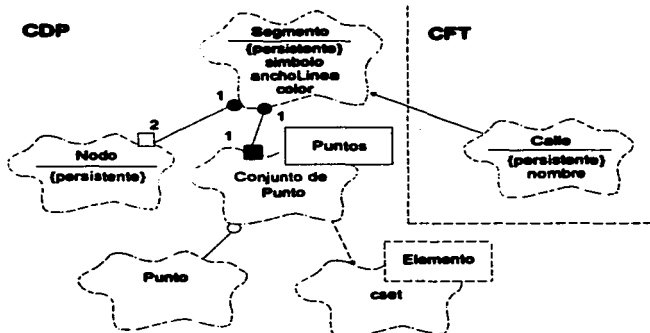 CDP
CFT
Segmento
{persistente}
simbolo
anchoLinea
color
1
1
2
1
Nodo
{persistente}
Puntos
Conjunto de
Punto
Calle
{persistente}
nombre
Punto
Elemento
cset